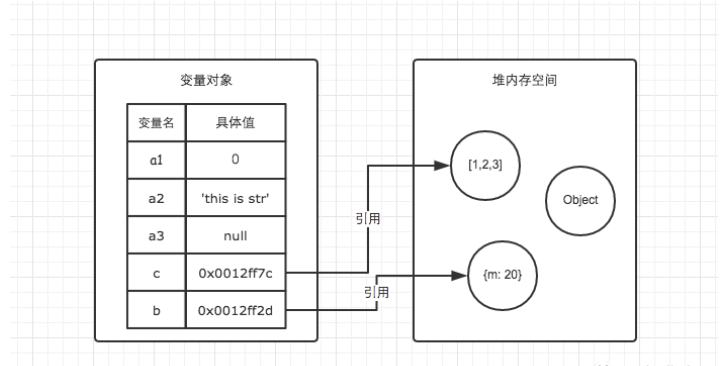 变量对象
变量名 具体值
a1 0
a2 'this is str'
a3 null
c 0x0012ff7c
b 0x0012ff2d
引用
引用
堆内存空间
[1,2,3]
Object
{m: 20}